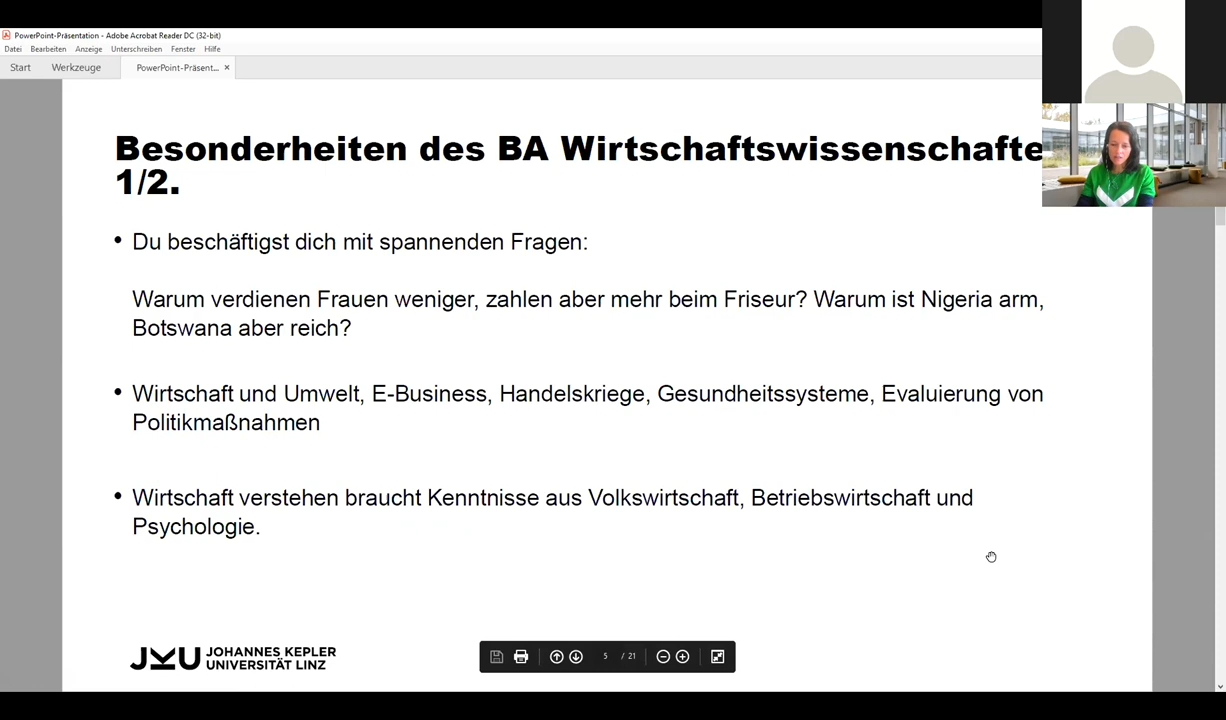 PowerPoint-Präsentation - Adobe Acrobat Reader DC (32-bit)
Datei Bearbeiten Anzeige Unterschreiben Fenster Hilfe
Start Werkzeuge PowerPoint-Präsent... ×
Besonderheiten des BA Wirtschaftswissenschafte
1/2.
• Du beschäftigst dich mit spannenden Fragen:
Warum verdienen Frauen weniger, zahlen aber mehr beim Friseur? Warum ist Nigeria arm,
Botswana aber reich?
• Wirtschaft und Umwelt, E-Business, Handelskriege, Gesundheitssysteme, Evaluierung von
Politikmaßnahmen
• Wirtschaft verstehen braucht Kenntnisse aus Volkswirtschaft, Betriebswirtschaft und
Psychologie.
JKU JOHANNES KEPLER
UNIVERSITÄT LINZ
5 / 21